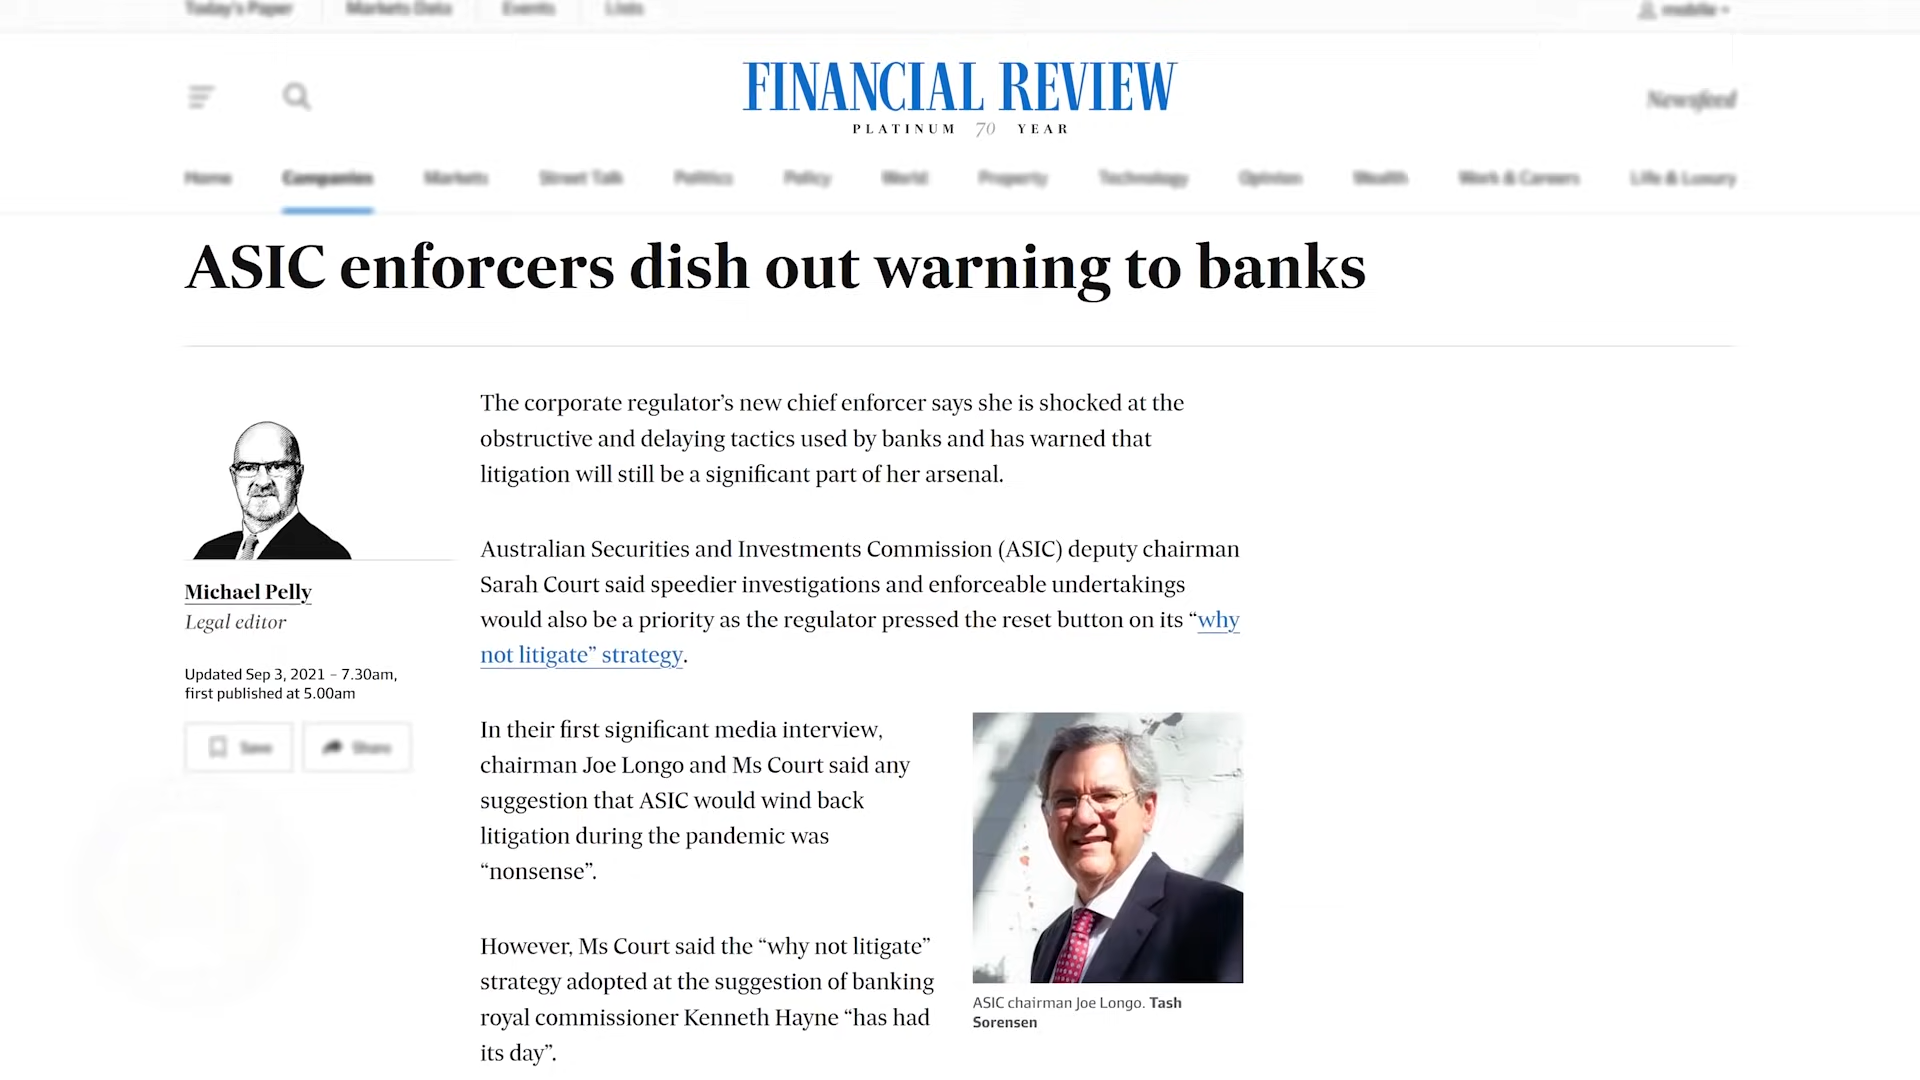 Today's Paper Markets Data Events Lists mobile
FINANCIAL REVIEW
PLATINUM 70 YEAR
Newsfeed
Home Companies Markets Street Talk Politics Policy World Property Technology Opinion Wealth Work & Careers Life & Luxury
ASIC enforcers dish out warning to banks
Michael Pelly
Legal editor
Updated Sep 3, 2021 – 7.30am,
first published at 5.00am
Save Share
The corporate regulator’s new chief enforcer says she is shocked at the
obstructive and delaying tactics used by banks and has warned that
litigation will still be a significant part of her arsenal.
Australian Securities and Investments Commission (ASIC) deputy chairman
Sarah Court said speedier investigations and enforceable undertakings
would also be a priority as the regulator pressed the reset button on its “why
not litigate” strategy.
In their first significant media interview,
chairman Joe Longo and Ms Court said any
suggestion that ASIC would wind back
litigation during the pandemic was
“nonsense”.
However, Ms Court said the “why not litigate”
strategy adopted at the suggestion of banking
royal commissioner Kenneth Hayne “has had
its day”.
ASIC chairman Joe Longo. Tash
Sorensen